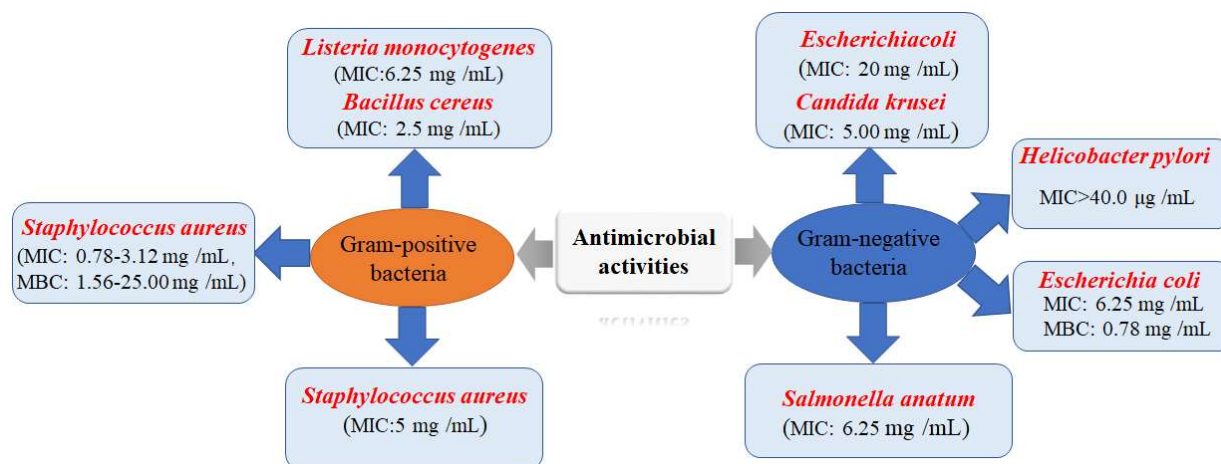 Listeria monocytogenes
(MIC:6.25 mg /mL)
Bacillus cereus
(MIC: 2.5 mg /mL)
Escherichiacoli
(MIC: 20 mg /mL)
Candida krusei
(MIC: 5.00 mg /mL)
Helicobacter pylori
MIC>40.0 µg /mL
Staphylococcus aureus
(MIC: 0.78-3.12 mg /mL,
MBC: 1.56-25.00 mg /mL)
Gram-positive
bacteria
Antimicrobial
activities
Gram-negative
bacteria
Escherichia coli
MIC: 6.25 mg /mL
MBC: 0.78 mg /mL
Staphylococcus aureus
(MIC:5 mg /mL)
Salmonella anatum
(MIC: 6.25 mg /mL)